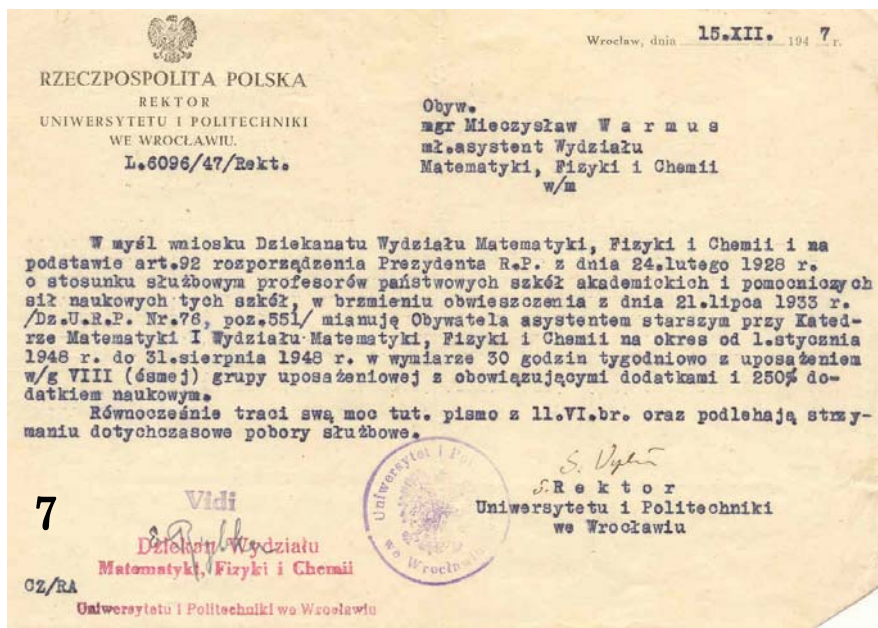 Wrocław, dnia 15.XII. 1947 r.
RZECZPOSPOLITA POLSKA
REKTOR
UNIWERSYTETU I POLITECHNIKI
WE WROCŁAWIU.
L.6096/47/Rekt.
Obyw.
mgr Mieczysław W a r m u s
mł.asystent Wydziału
Matematyki, Fizyki i Chemii
w/m
W myśl wniosku Dziekanatu Wydziału Matematyki, Fizyki i Chemii i na
podstawie art.92 rozporządzenia Prezydenta R.P. z dnia 24.lutego 1928 r.
o stosunku służbowym profesorów państwowych szkół akademickich i pomocniczych
sił naukowych tych szkół, w brzmieniu obwieszczenia z dnia 21.lipca 1933 r.
/Dz.U.R.P. Nr.76, poz.551/ mianuję Obywatela asystentem starszym przy Kated-
rze Matematyki I Wydziału Matematyki, Fizyki i Chemii na okres od 1.stycznia
1948 r. do 31.sierpnia 1948 r. w wymiarze 30 godzin tygodniowo z uposażeniem
w/g VIII (ósmej) grupy uposażeniowej z obowiązującymi dodatkami i 250% do-
datkiem naukowym.
Równocześnie traci swą moc tut. pismo z 11.VI.br. oraz podlehają strzy-
maniu dotychczasowe pobory służbowe.
R e k t o r
Uniwersytetu i Politechniki
we Wrocławiu
Uniwersytet i Pol
we Wrocławiu
7
Vidi
Dziekan Wydziału
Matematyki, Fizyki i Chemii
CZ/RA
Uniwersytetu i Politechniki we Wrocławiu